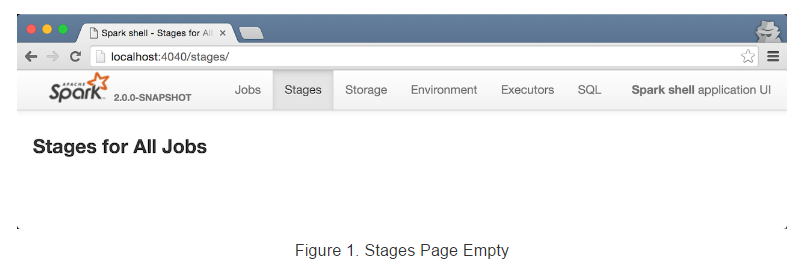 Spark shell - Stages for All
localhost:4040/stages/
APACHE
Spark 2.0.0-SNAPSHOT Jobs Stages Storage Environment Executors SQL Spark shell application UI
Stages for All Jobs
Figure 1. Stages Page Empty